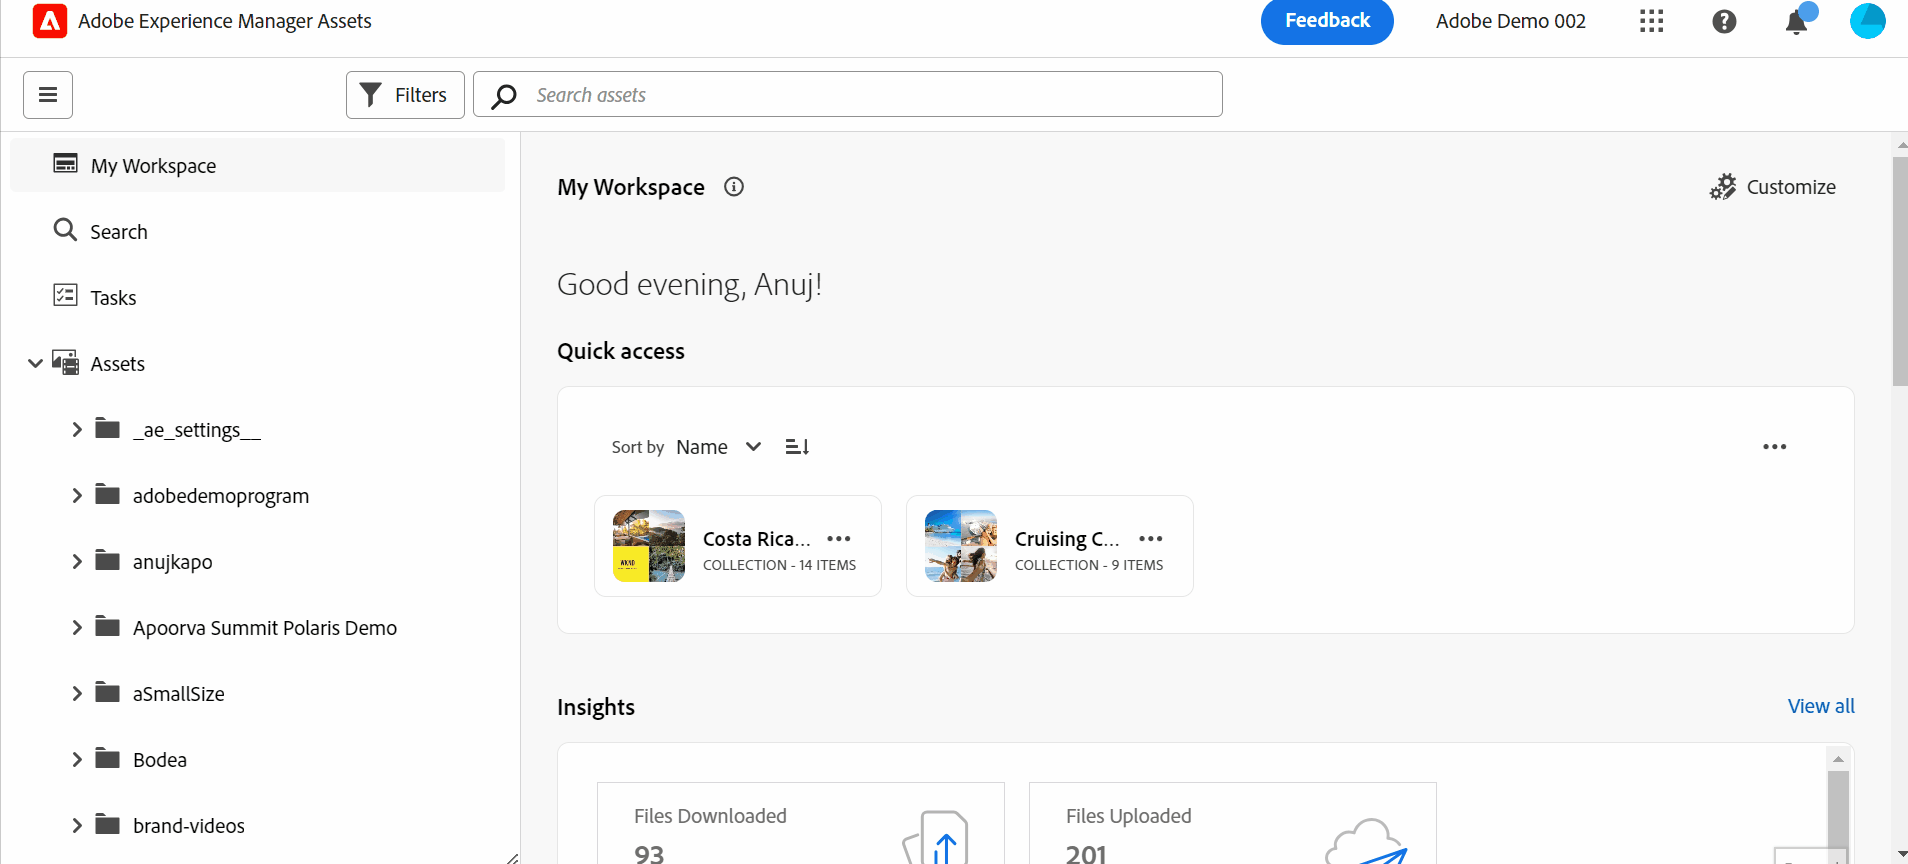 Adobe Experience Manager Assets
Feedback
Adobe Demo 002
Filters
Search assets
My Workspace
Search
Tasks
Assets
_ae_settings__
adobedemoprogram
anujkapo
Apoorva Summit Polaris Demo
aSmallSize
Bodea
brand-videos
My Workspace
Customize
Good evening, Anuj!
Quick access
Sort by Name
Costa Rica...
COLLECTION - 14 ITEMS
WKND
Cruising C...
COLLECTION - 9 ITEMS
Insights
View all
Files Downloaded
93
Files Uploaded
201